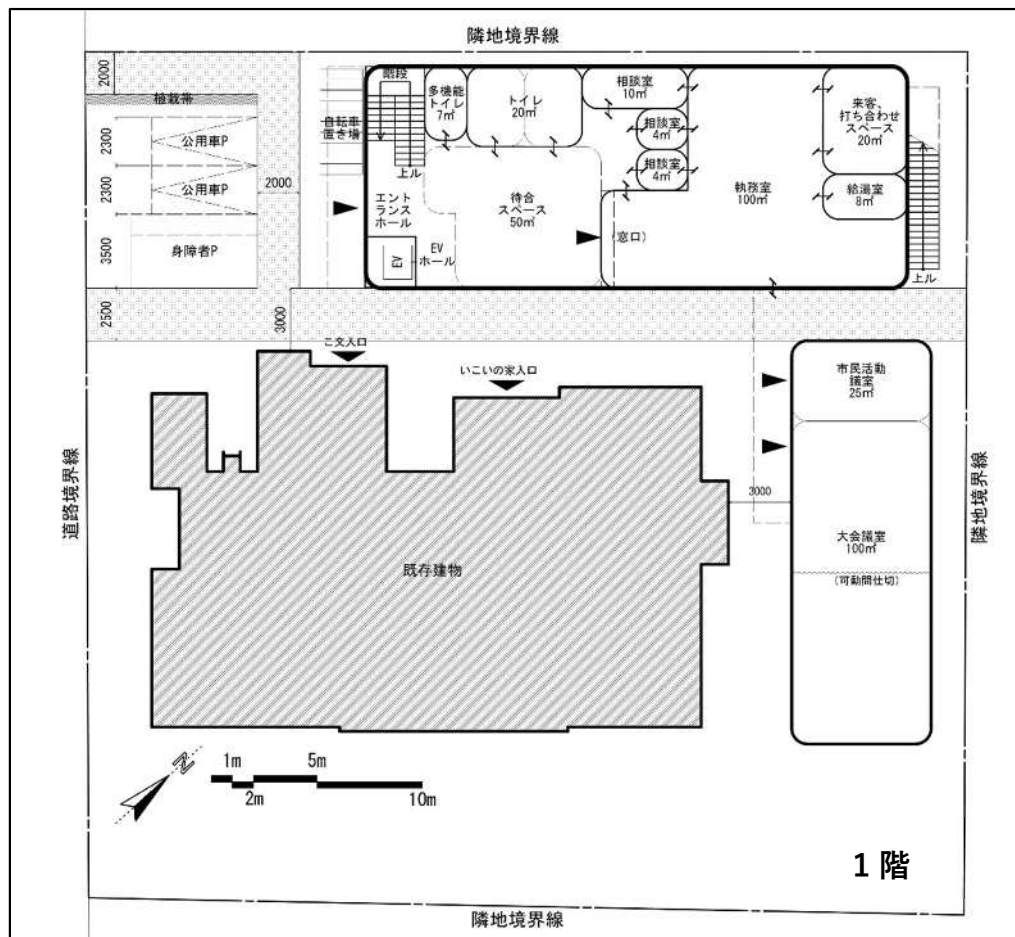 隣地境界線
2000
植栽帯
2300
公用車P
2300
公用車P
3500
身障者P
2500
2000
3000
自転車
置き場
階段
上ル
多機能
トイレ
7㎡
トイレ
20㎡
相談室
10㎡
相談室
4㎡
相談室
4㎡
来客、
打ち合わせ
スペース
20㎡
給湯室
8㎡
執務室
100㎡
上ル
エント
ランス
ホール
待合
スペース
50㎡
(窓口)
EV
EV
ホール
いこいの家入口
市民活動
議室
25㎡
大会議室
100㎡
(可動間仕切)
3000
既存建物
道路境界線
隣地境界線
N
1m
5m
2m
10m
1階
隣地境界線